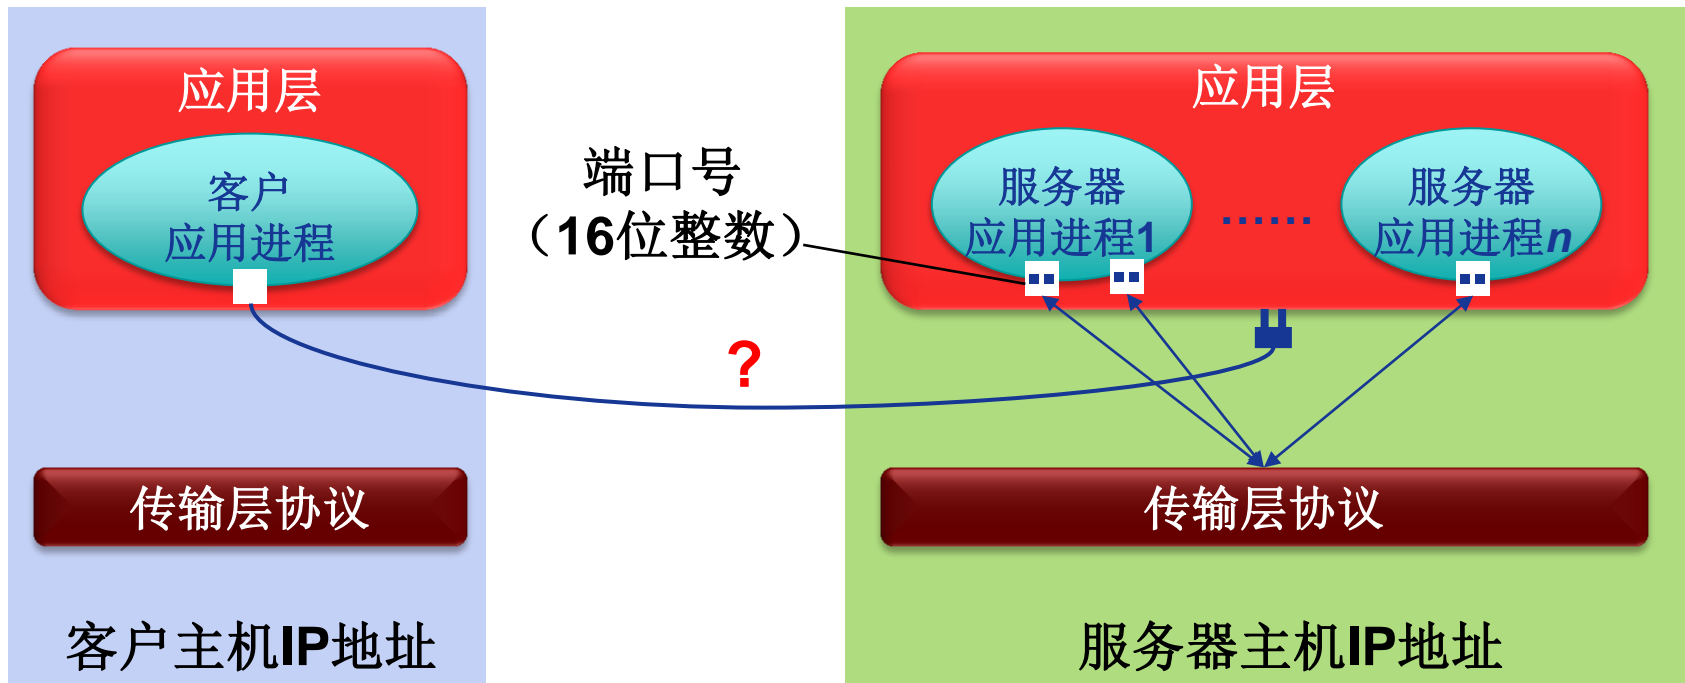 应用层
客户
应用进程
端口号
（16位整数）
?
应用层
服务器
应用进程1
……
服务器
应用进程n
传输层协议
传输层协议
客户主机IP地址
服务器主机IP地址